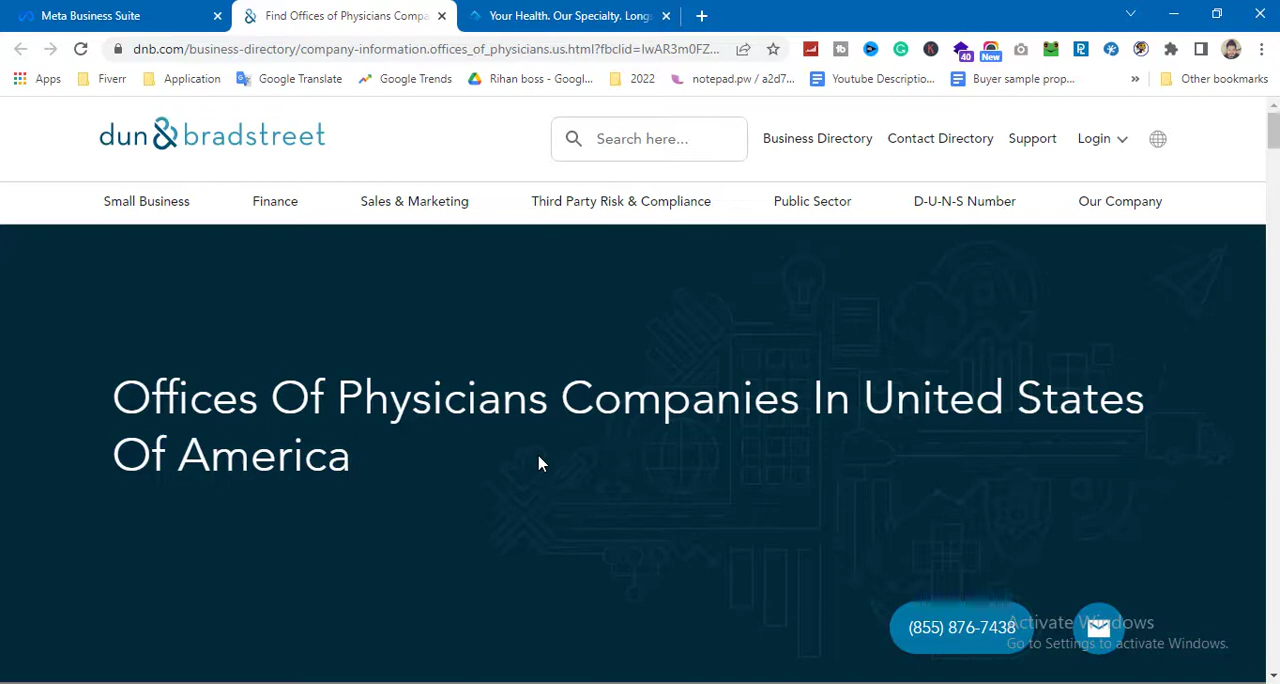 Meta Business Suite
Find Offices of Physicians Compa
Your Health. Our Specialty. Longs
dnb.com/business-directory/company-information.offices_of_physicians.us.html?fbclid=IwAR3m0FZ...
40
New
Apps
Fiverr
Application
Google Translate
Google Trends
Rihan boss - Googl...
2022
notepad.pw / a2d7...
Youtube Descriptio...
Buyer sample prop...
»
Other bookmarks
dun & bradstreet
Search here...
Business Directory
Contact Directory
Support
Login
Small Business
Finance
Sales & Marketing
Third Party Risk & Compliance
Public Sector
D-U-N-S Number
Our Company
Offices Of Physicians Companies In United States
Of America
(855) 876-7438
Activate Windows
Go to Settings to activate Windows.